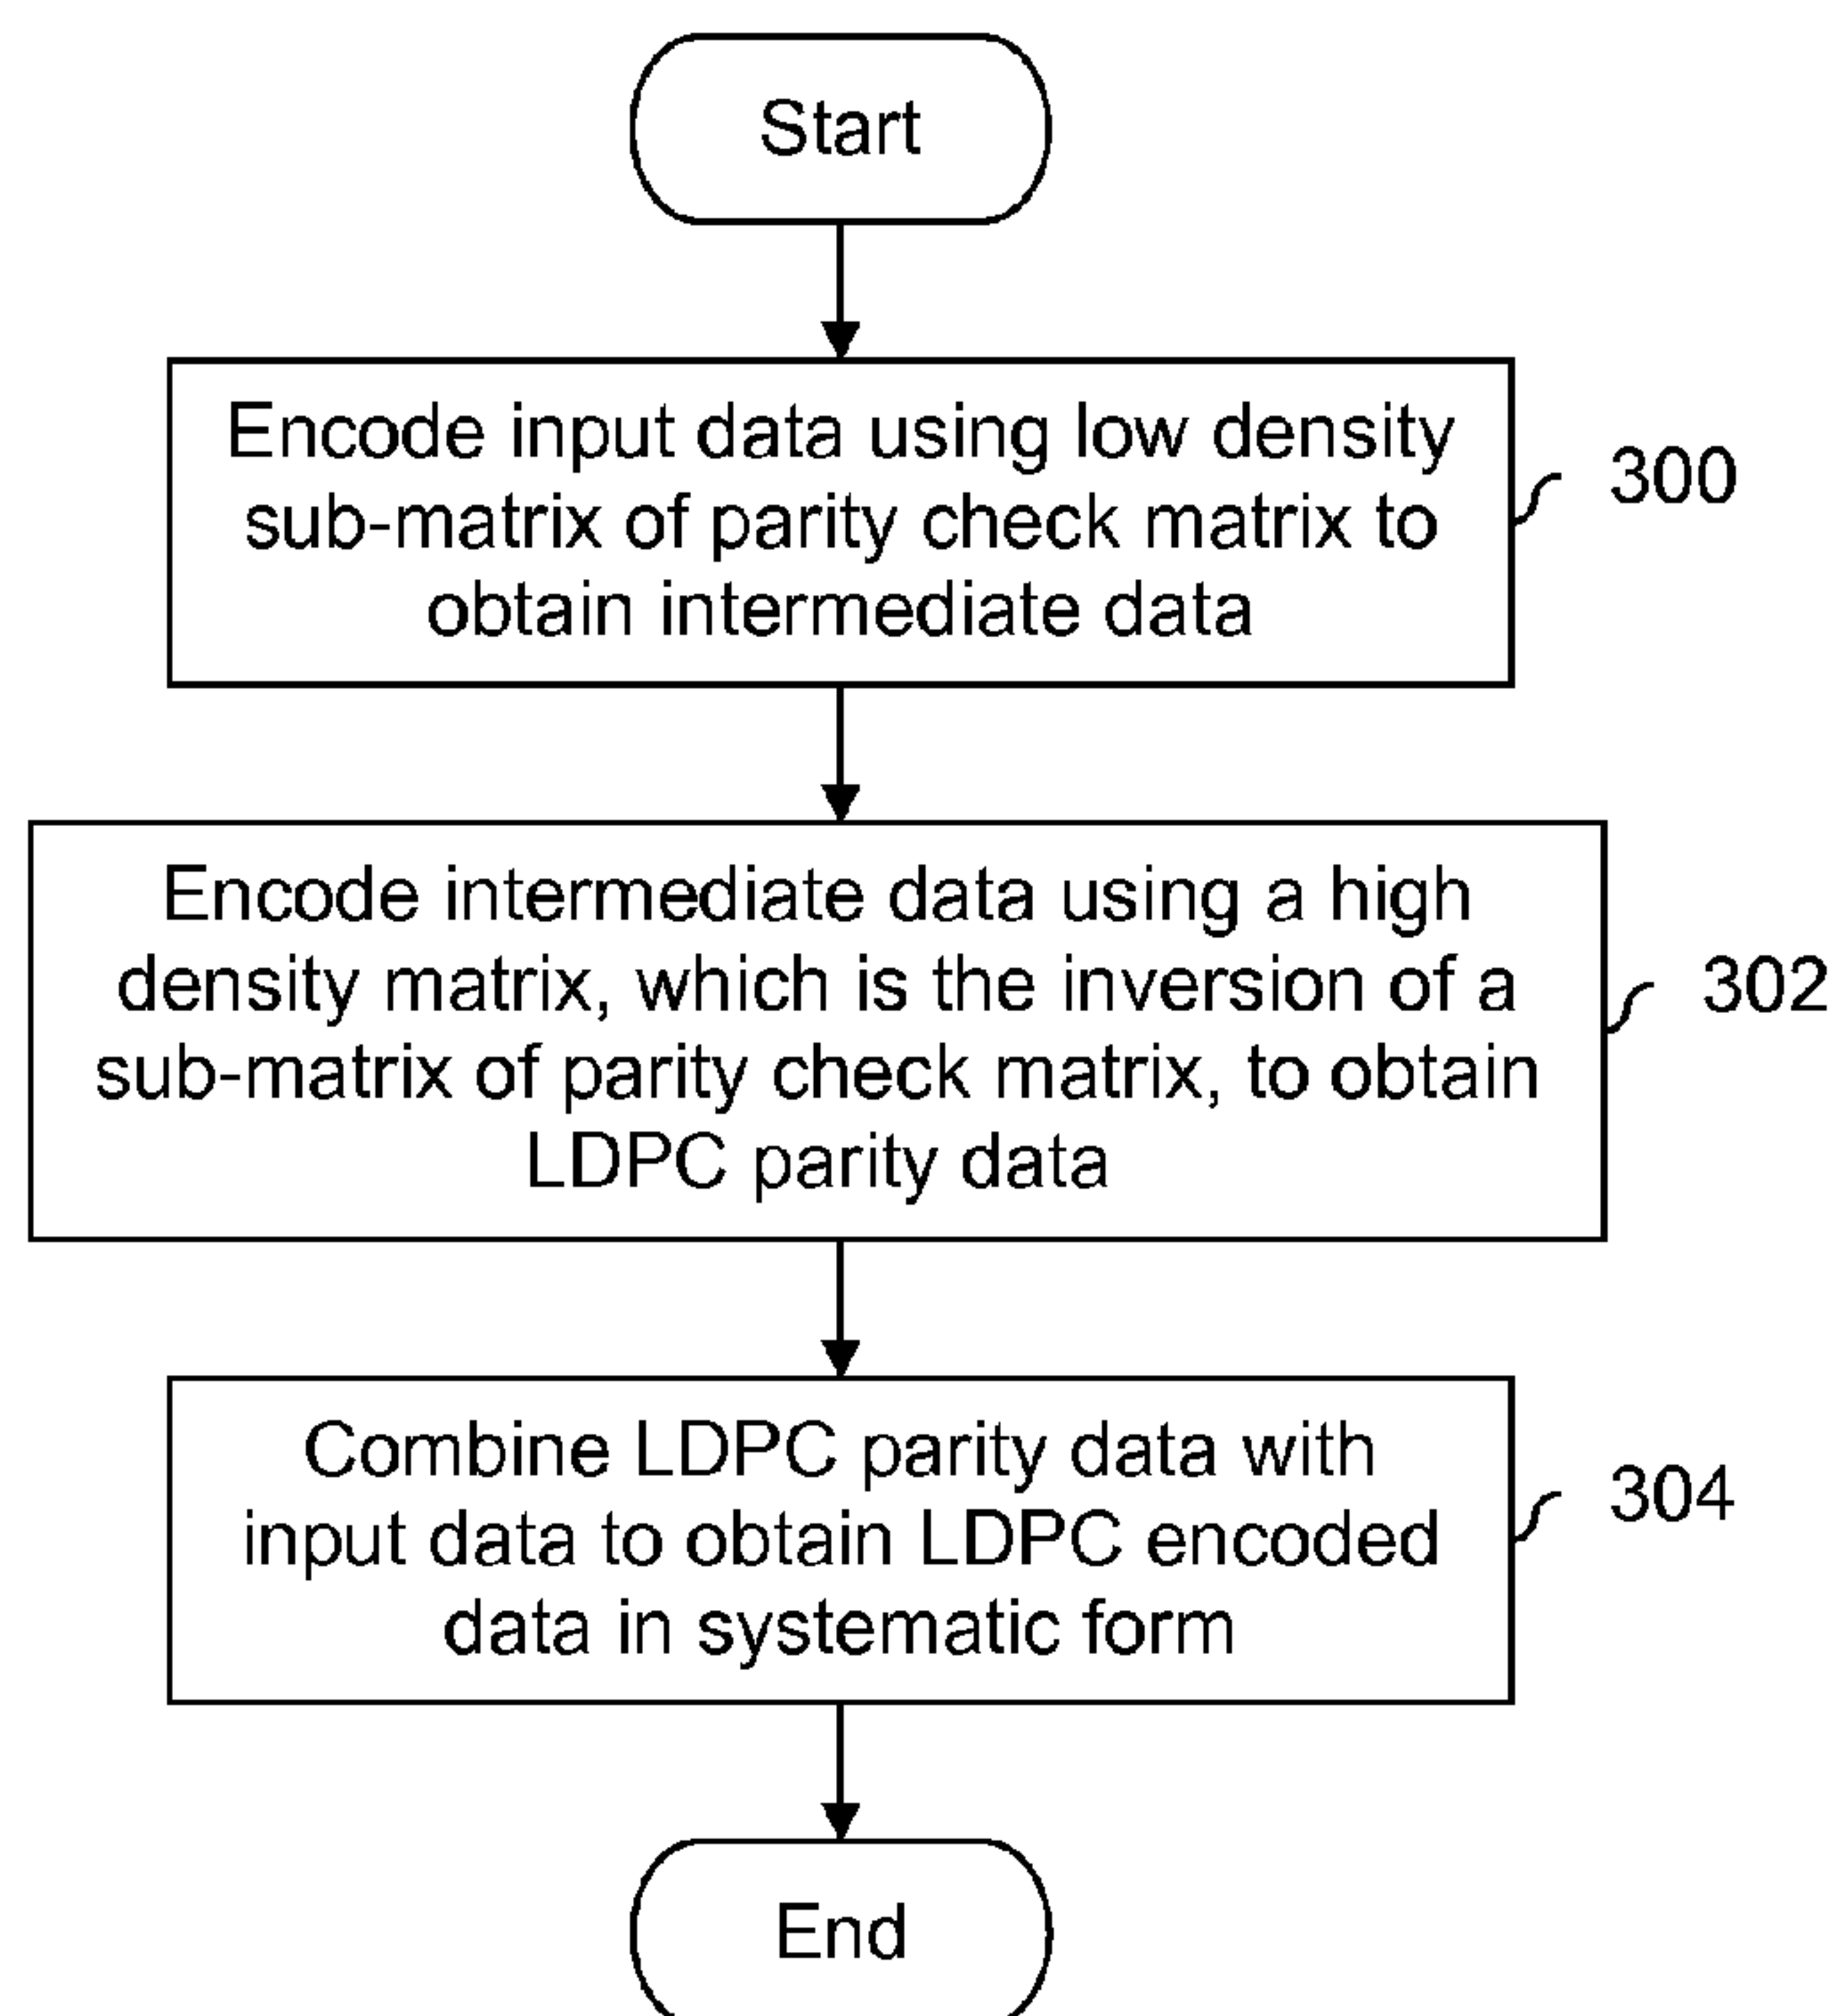 Start
Encode input data using low density
sub-matrix of parity check matrix to
obtain intermediate data
300
Encode intermediate data using a high
density matrix, which is the inversion of a
sub-matrix of parity check matrix, to obtain
LDPC parity data
302
Combine LDPC parity data with
input data to obtain LDPC encoded
data in systematic form
304
End